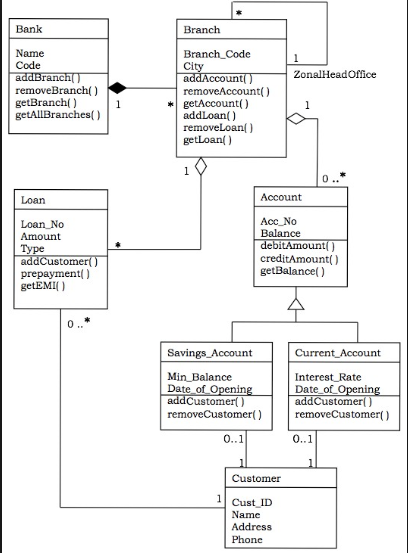 Bank
Name
Code
addBranch( )
removeBranch( )
getBranch( )
getAllBranches( )
1
*
Branch
Branch_Code
City
addAccount( )
removeAccount( )
getAccount( )
addLoan( )
removeLoan( )
getLoan( )
*
1
ZonalHeadOffice
1
0 ..*
1
*
Loan
Loan_No
Amount
Type
addCustomer( )
prepayment( )
getEMI( )
0 ..*
Account
Acc_No
Balance
debitAmount( )
creditAmount( )
getBalance( )
Savings_Account
Min_Balance
Date_of_Opening
addCustomer( )
removeCustomer( )
Current_Account
Interest_Rate
Date_of_Opening
addCustomer( )
removeCustomer( )
0..1
0..1
1
1
1
Customer
Cust_ID
Name
Address
Phone